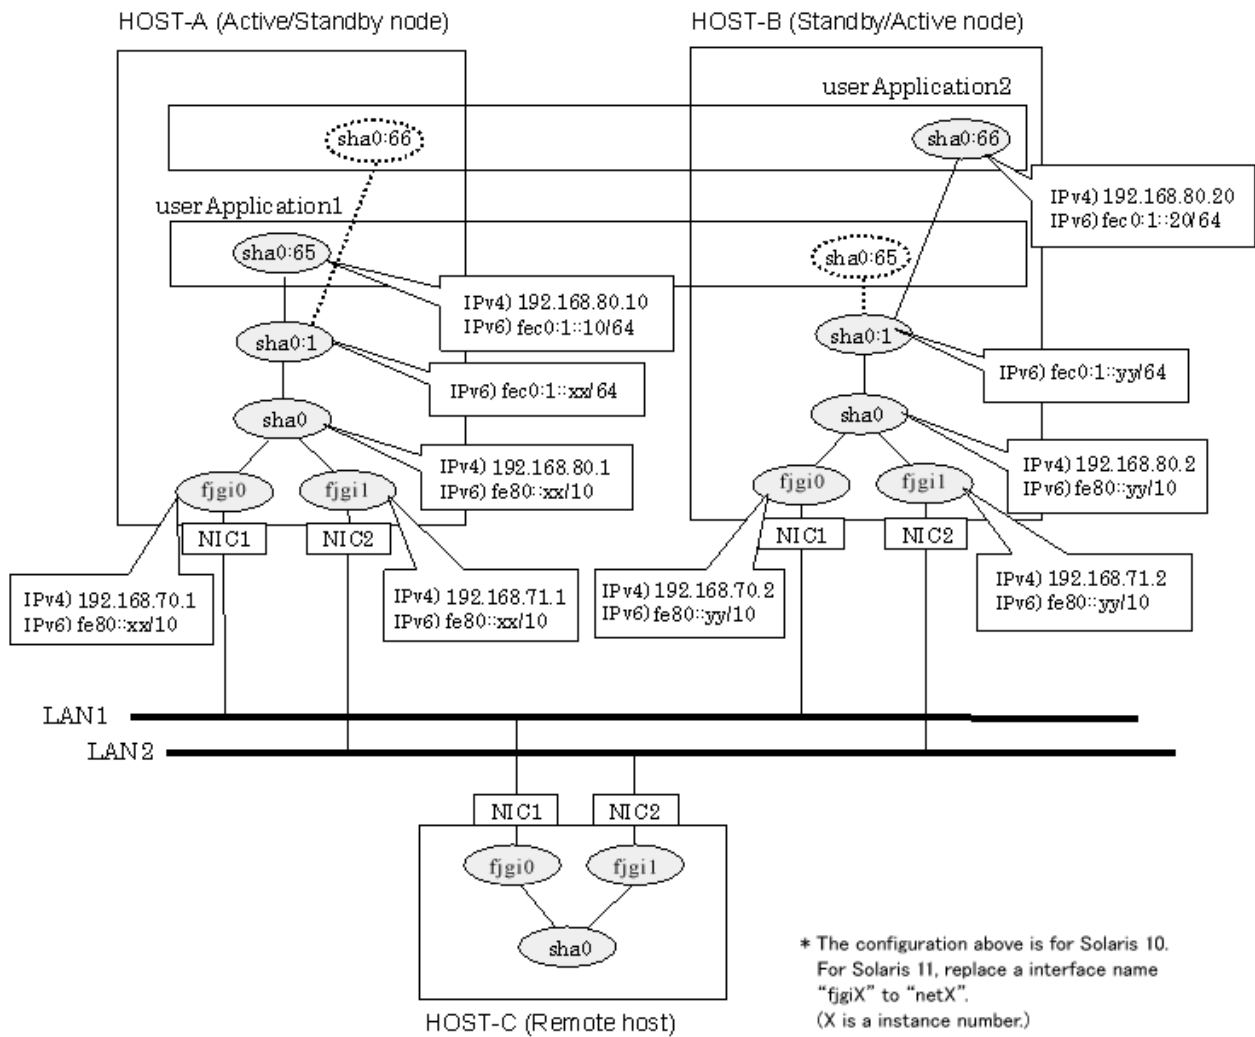 HOST-A (Active/Standby node)
HOST-B (Standby/Active node)
userApplication2
sha0:66
sha0:66
IPv4) 192.168.80.20
IPv6) fec0:1::20/64
userApplication1
sha0:65
sha0:65
IPv4) 192.168.80.10
IPv6) fec0:1::10/64
sha0:1
sha0:1
IPv6) fec0:1::xx/64
IPv6) fec0:1::yy/64
sha0
sha0
IPv4) 192.168.80.1
IPv6) fe80::xx/10
IPv4) 192.168.80.2
IPv6) fe80::yy/10
fjgi0
fjgi1
fjgi0
fjgi1
NIC1
NIC2
NIC1
NIC2
IPv4) 192.168.70.1
IPv6) fe80::xx/10
IPv4) 192.168.71.1
IPv6) fe80::xx/10
IPv4) 192.168.70.2
IPv6) fe80::yy/10
IPv4) 192.168.71.2
IPv6) fe80::yy/10
LAN1
LAN2
NIC1
NIC2
fjgi0
fjgi1
sha0
HOST-C (Remote host)
* The configuration above is for Solaris 10.
For Solaris 11, replace a interface name
“fjgiX” to “netX”.
(X is a instance number.)